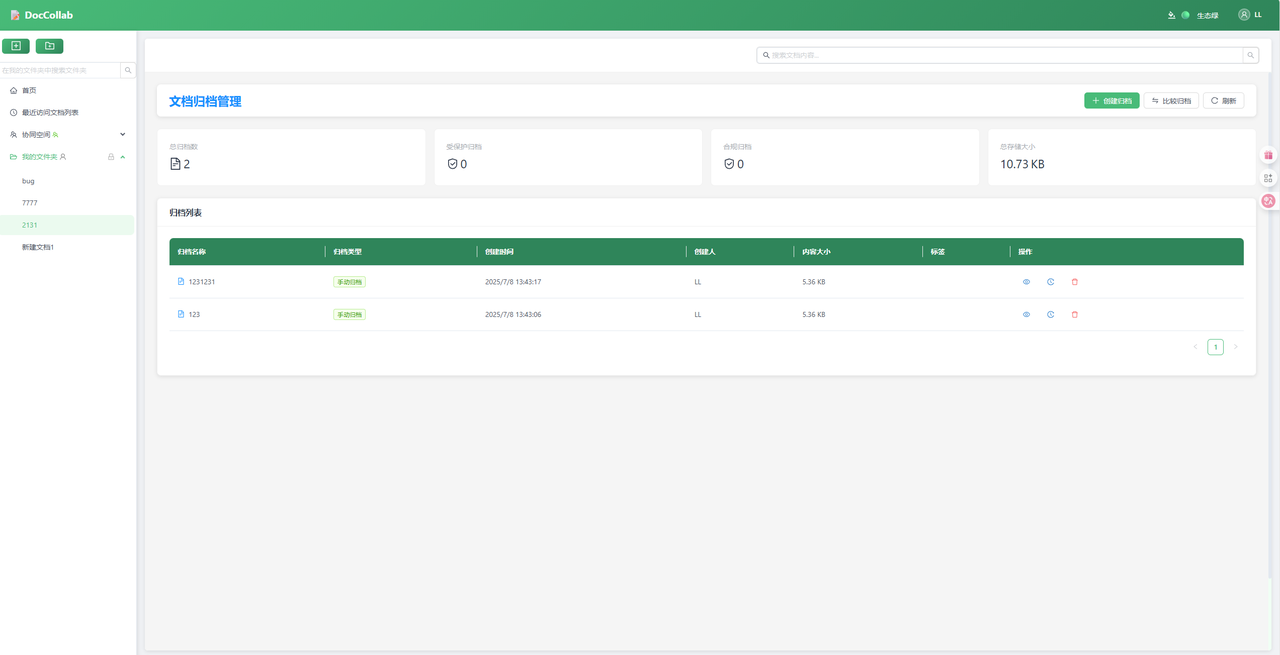 DocCollab
生态绿
LL
在我的文件夹中搜索文件夹
首页
最近访问文档列表
协同空间
我的文件夹
bug
7777
2131
新建文档1
搜索文档内容...
文档归档管理
创建归档
比较归档
刷新
总归档数
2
受保护归档
0
合规归档
0
总存储大小
10.73 KB
归档列表
归档名称 归档类型 创建时间 创建人 内容大小 标签 操作
1231231 手动归档 2025/7/8 13:43:17 LL 5.36 KB
123 手动归档 2025/7/8 13:43:06 LL 5.36 KB
1